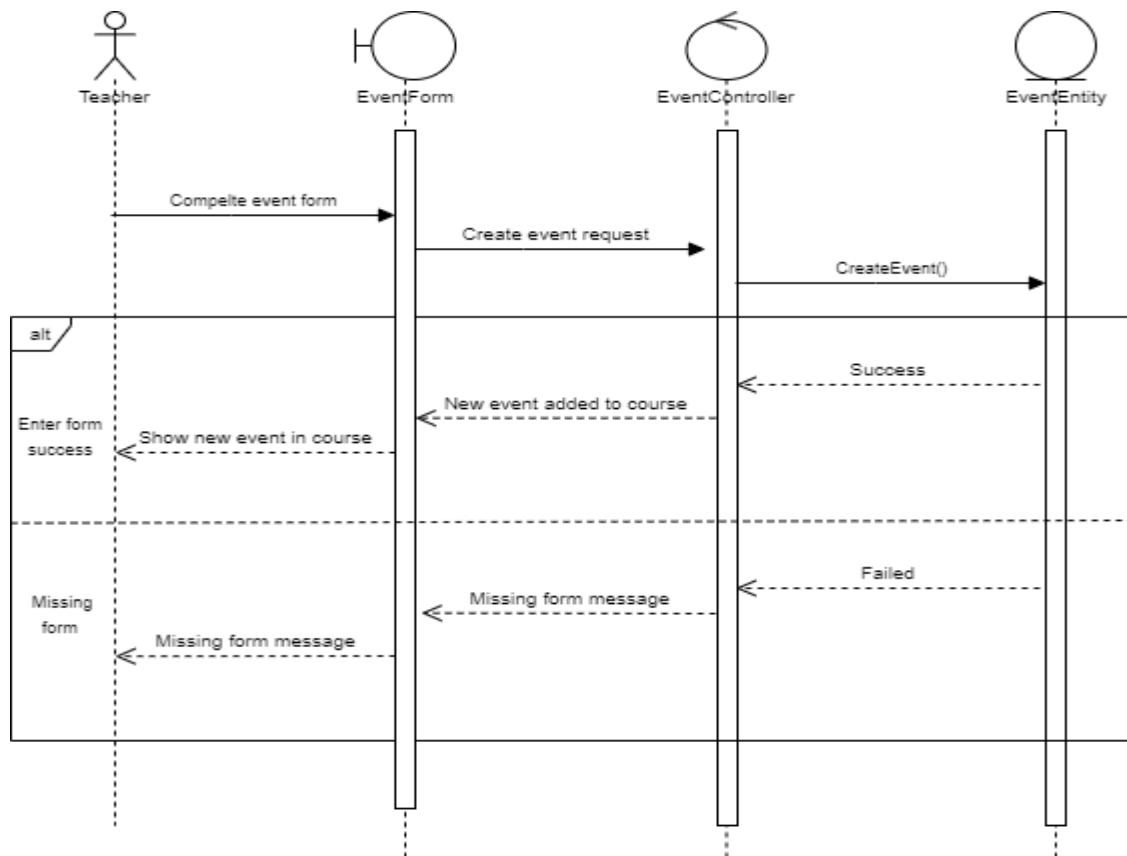 Teacher
EventForm
EventController
EventEntity
Compelte event form
Create event request
CreateEvent()
alt
Success
New event added to course
Enter form
success
Show new event in course
Failed
Missing form message
Missing
form
Missing form message